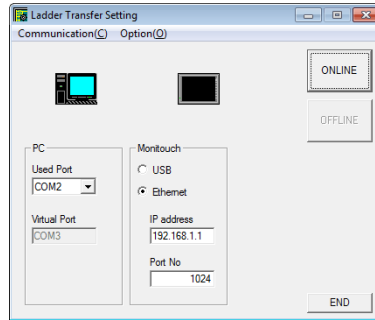 Ladder Transfer Setting
Communication(C) Option(O)
ONLINE
OFFLINE
PC
Used Port
COM2
Virtual Port
COM3
Monitouch
USB
Ethernet
IP address
192.168.1.1
Port No
1024
END